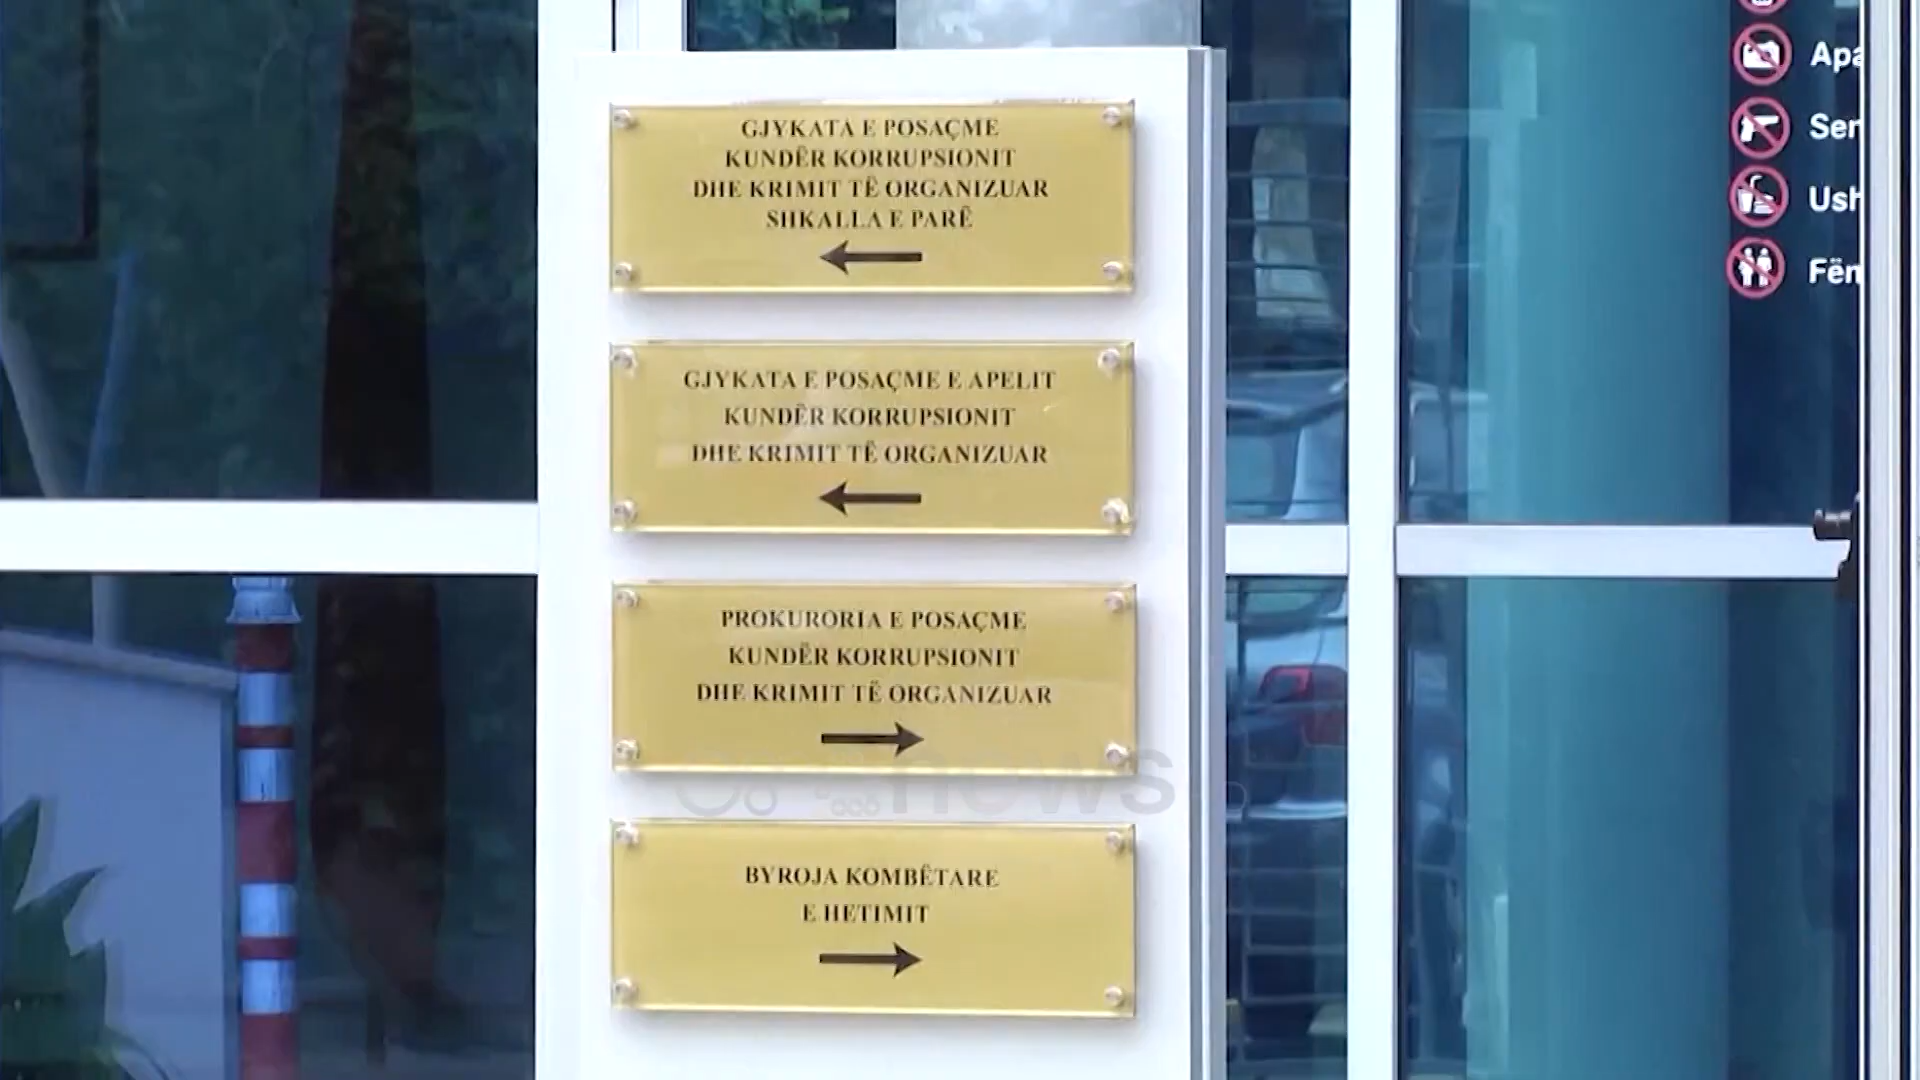 GJYKATA E POSAÇME
KUNDËR KORRUPSIONIT
DHE KRIMIT TË ORGANIZUAR
SHKALLA E PARË
GJYKATA E POSAÇME E APELIT
KUNDËR KORRUPSIONIT
DHE KRIMIT TË ORGANIZUAR
PROKURORIA E POSAÇME
KUNDËR KORRUPSIONIT
DHE KRIMIT TË ORGANIZUAR
news
BYROJA KOMBËTARE
E HETIMIT